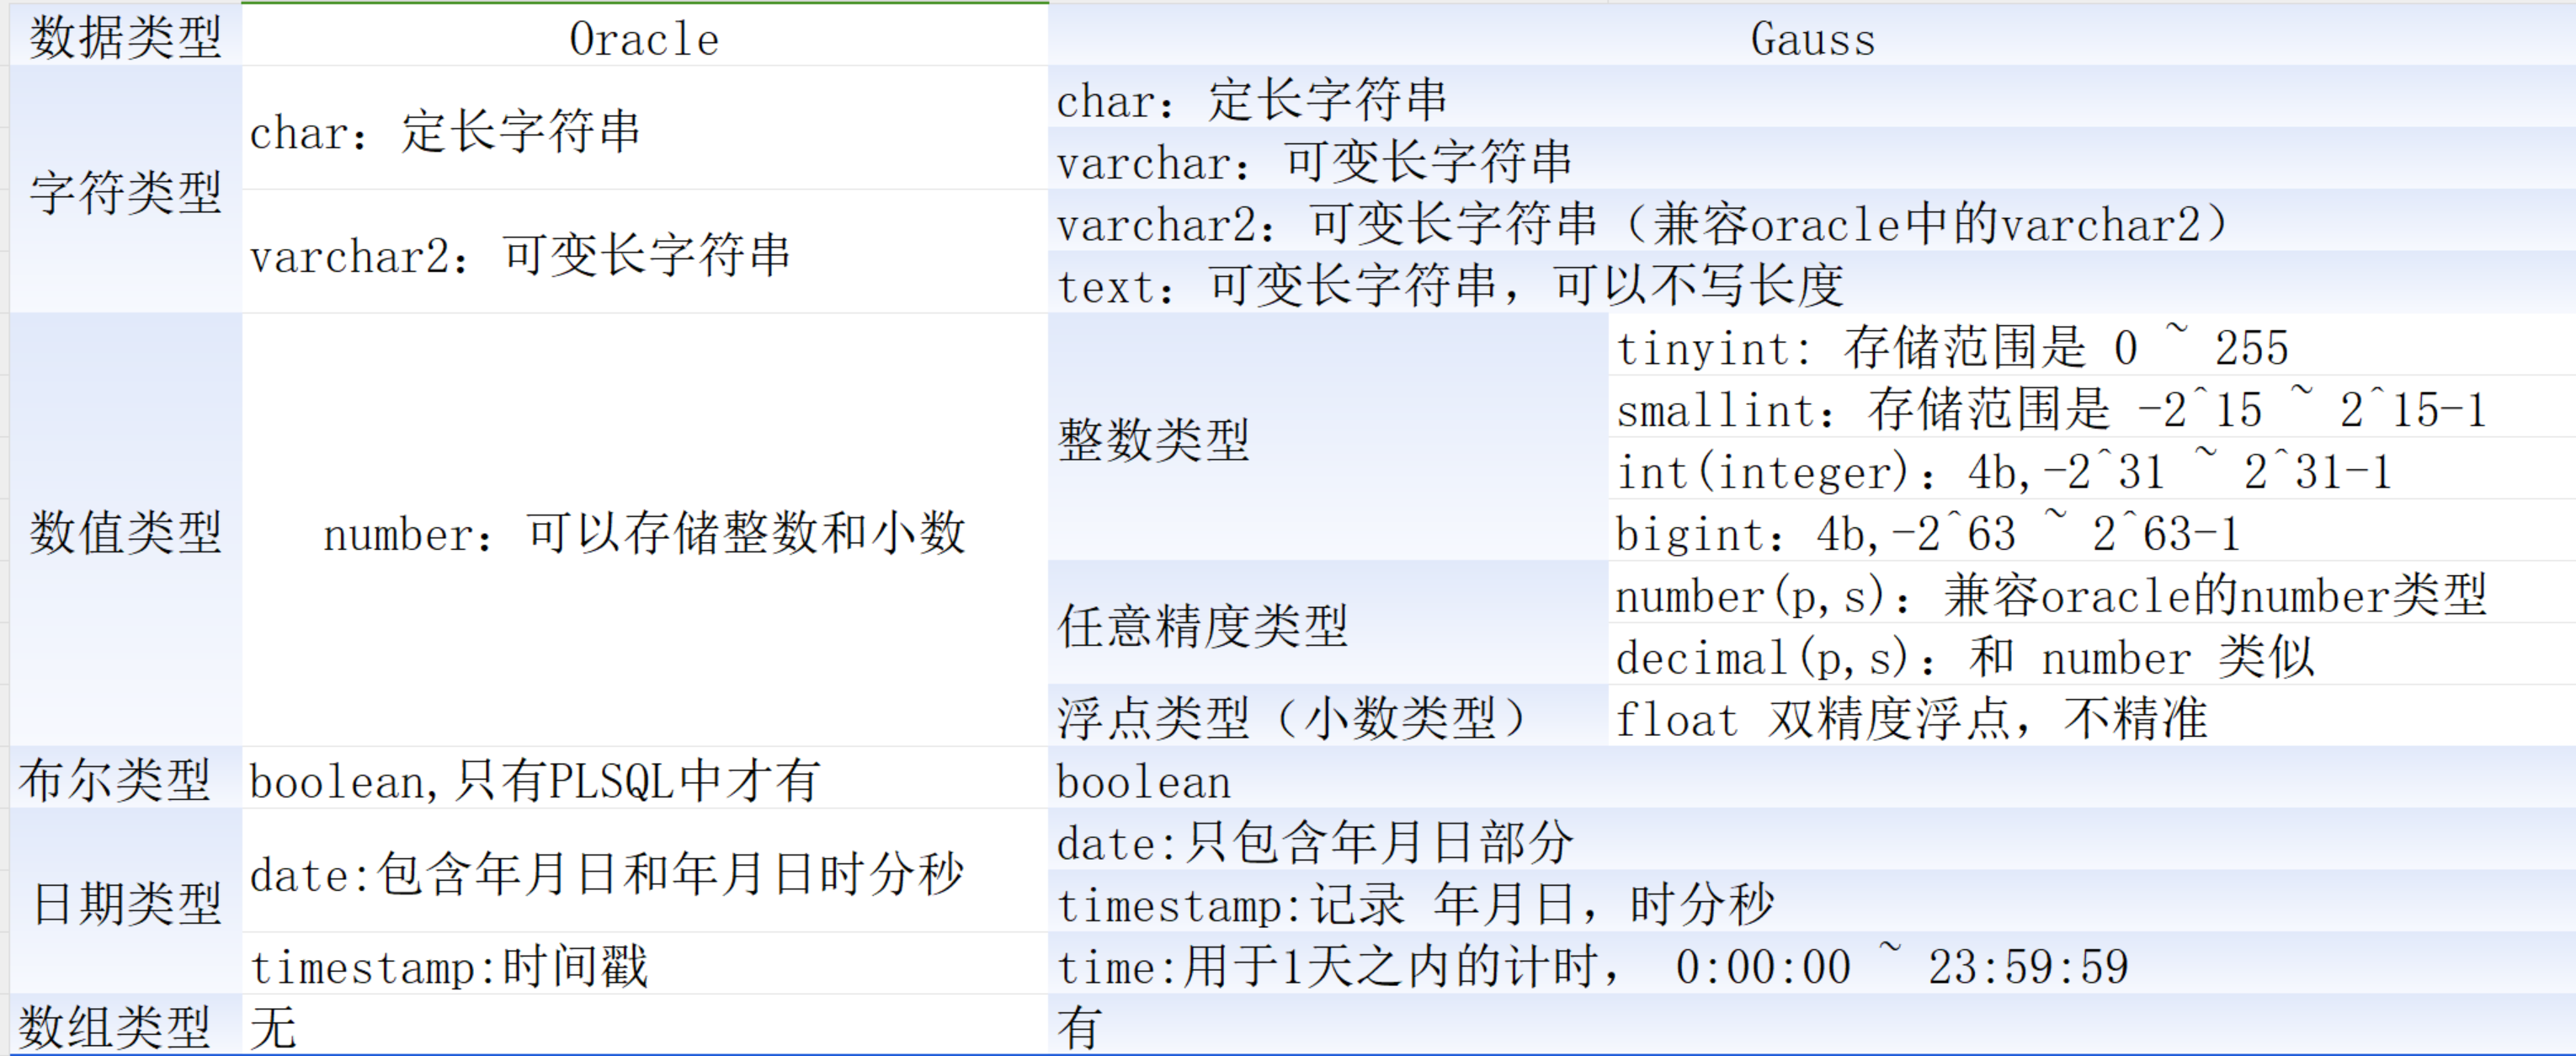 数据类型 Oracle Gauss
字符类型
char：定长字符串
varchar2：可变长字符串
char：定长字符串
varchar：可变长字符串
varchar2：可变长字符串（兼容oracle中的varchar2）
text：可变长字符串，可以不写长度
数值类型
number：可以存储整数和小数
整数类型
tinyint: 存储范围是 0 ~ 255
smallint：存储范围是 -2^15 ~ 2^15-1
int(integer)：4b,-2^31 ~ 2^31-1
bigint：4b,-2^63 ~ 2^63-1
任意精度类型
number(p,s)：兼容oracle的number类型
decimal(p,s)：和 number 类似
浮点类型（小数类型）
float 双精度浮点，不精准
布尔类型 boolean,只有PLSQL中才有 boolean
日期类型
date:包含年月日和年月日时分秒
timestamp:时间戳
date:只包含年月日部分
timestamp:记录 年月日，时分秒
time:用于1天之内的计时， 0:00:00 ~ 23:59:59
数组类型 无 有